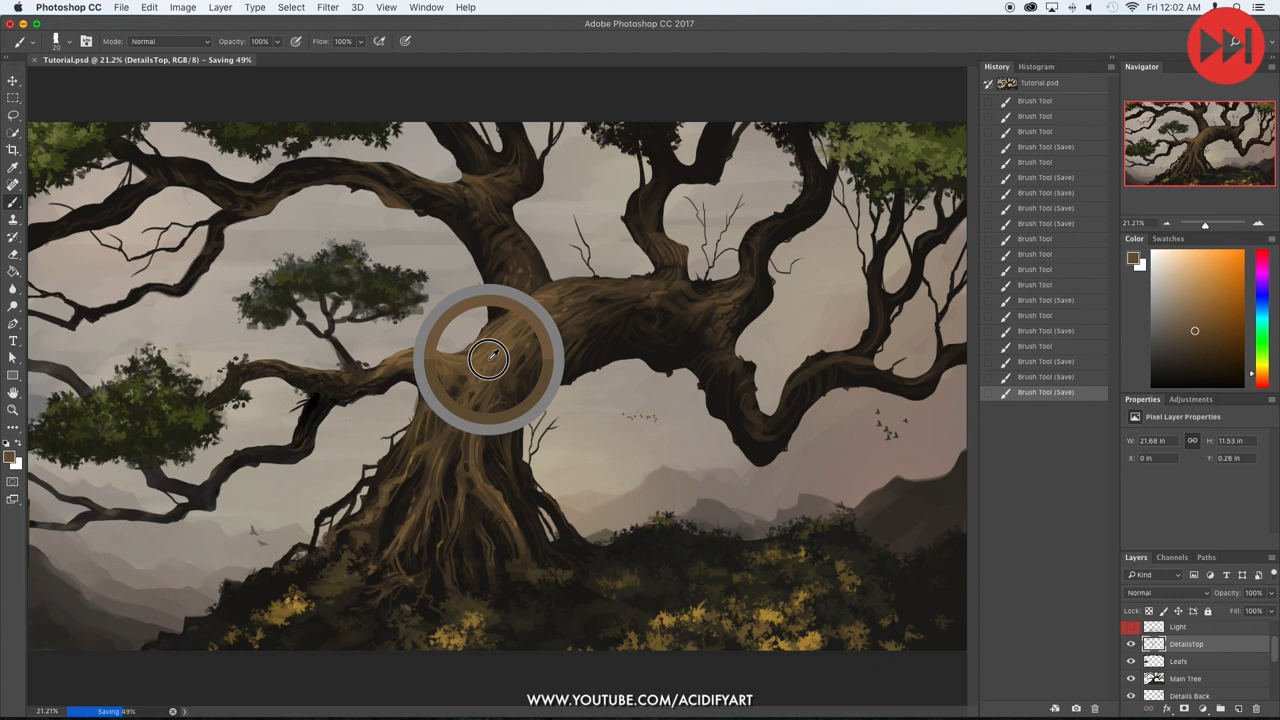 Photoshop CC File Edit Image Layer Type Select Filter 3D View Window Help Fri 12:02 AM
Adobe Photoshop CC 2017
20 Mode: Normal Opacity: 100% Flow: 100%
Tutorial.psd @ 21.2% (DetailsTop, RGB/8) - Saving 49%
History Histogram
Tutorial.psd
Brush Tool
Brush Tool
Brush Tool
Brush Tool (Save)
Brush Tool
Brush Tool (Save)
Brush Tool (Save)
Brush Tool (Save)
Brush Tool (Save)
Brush Tool
Brush Tool
Brush Tool
Brush Tool
Brush Tool (Save)
Brush Tool
Brush Tool (Save)
Brush Tool
Brush Tool (Save)
Brush Tool (Save)
Brush Tool (Save)
Navigator
21.21%
Color Swatches
Properties Adjustments
Pixel Layer Properties
W: 21.68 in H: 11.53 in
X: 0 in Y: 0.26 in
Layers Channels Paths
Kind
Normal Opacity: 100%
Lock: Fill: 100%
Light
DetailsTop
Leafs
Main Tree
Details Back
WWW.YOUTUBE.COM/ACIDIFYART
21.21% Saving 49%